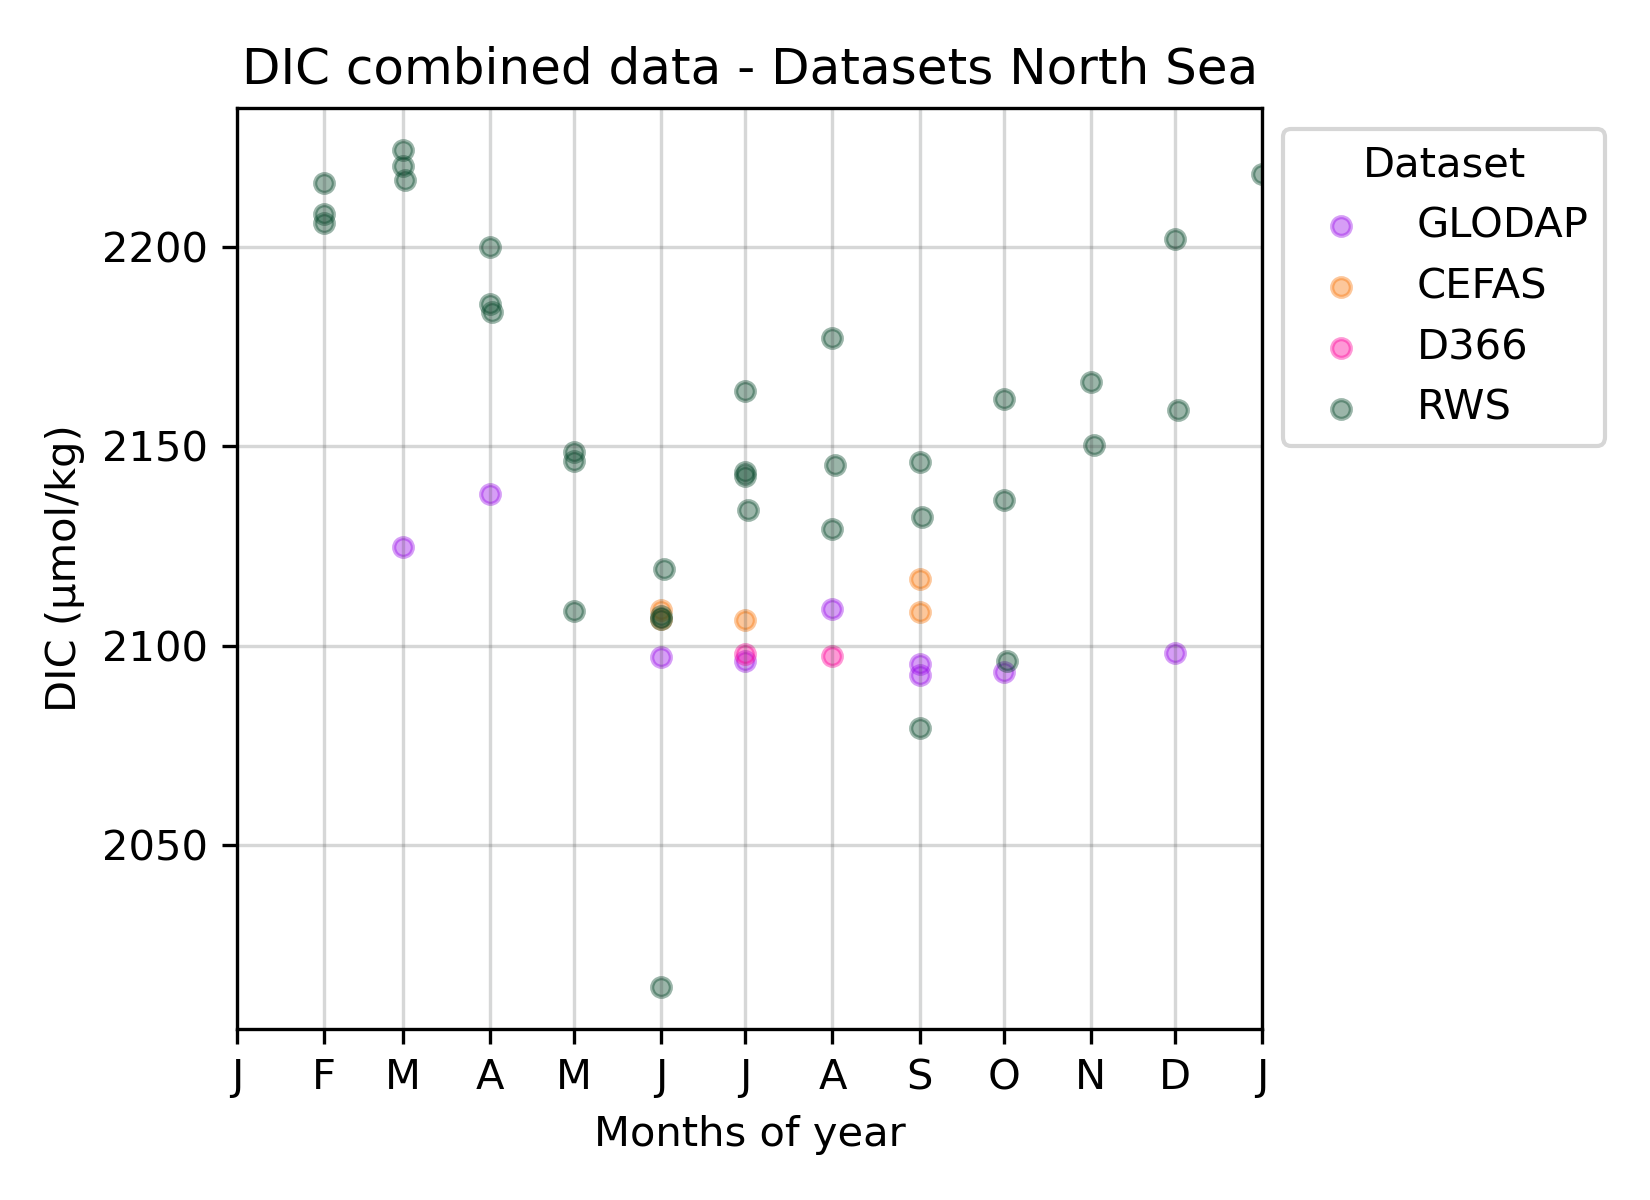 DIC combined data - Datasets North Sea
Dataset
GLODAP
CEFAS
D366
RWS
2200
2150
2100
2050
DIC (µmol/kg)
J F M A M J J A S O N D J
Months of year